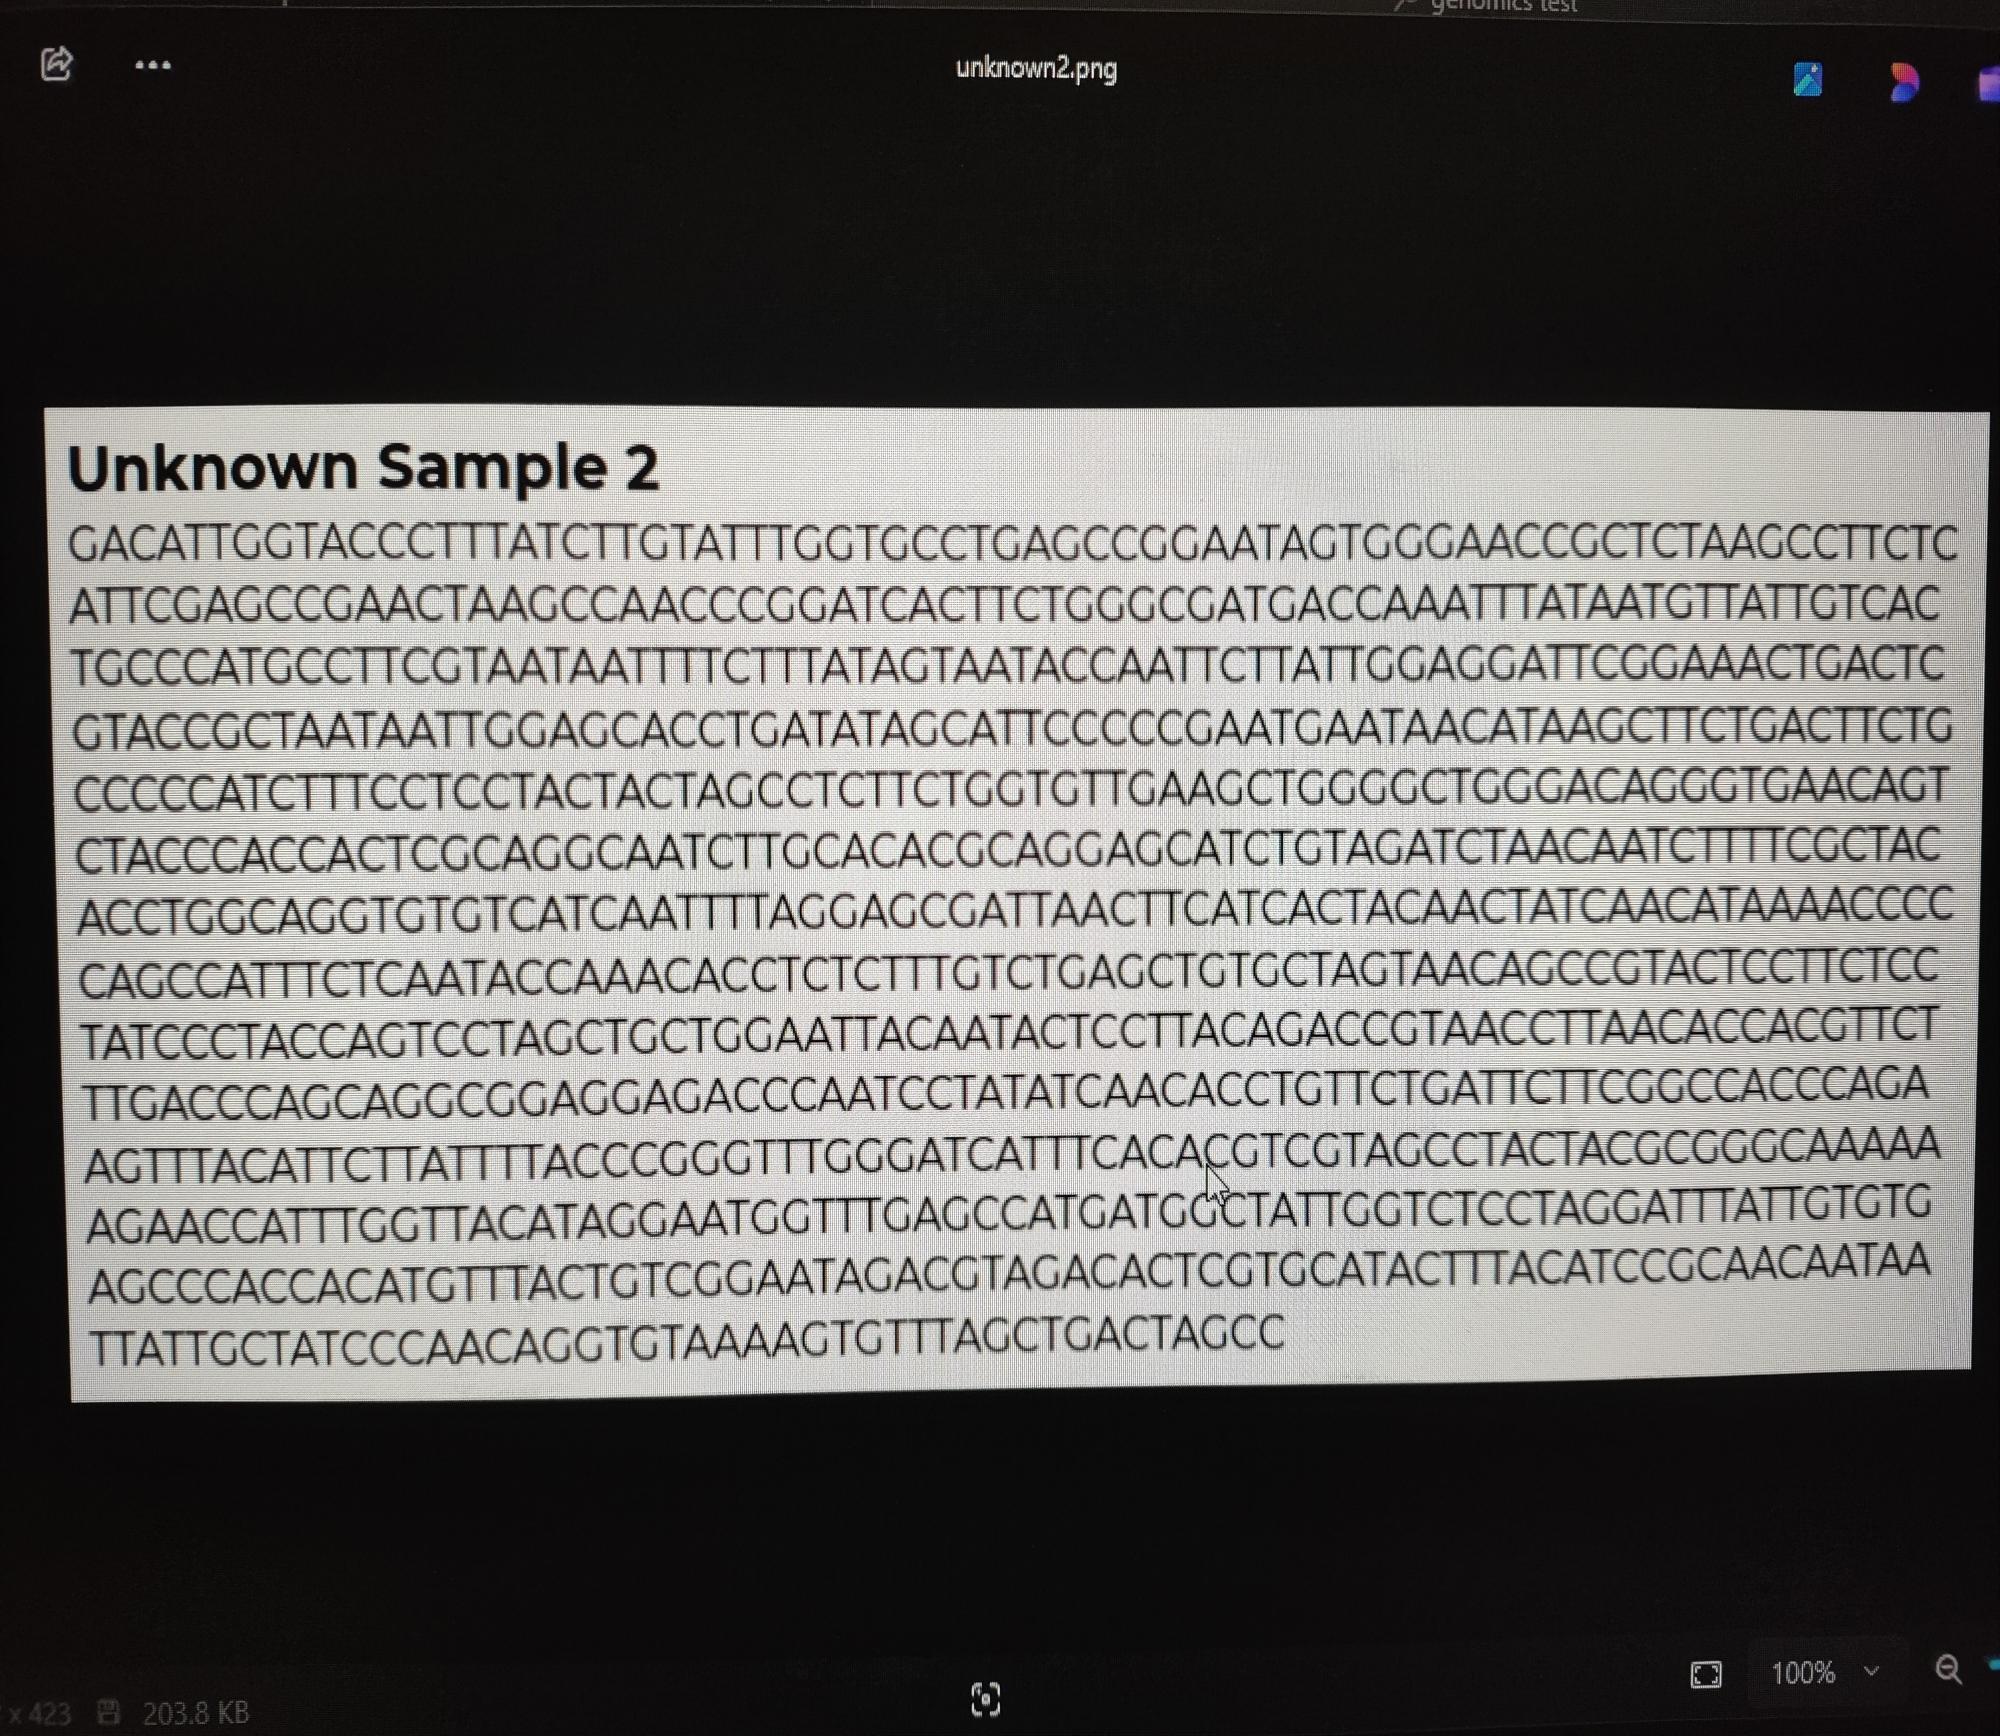 genomics test
unknown2.png
Unknown Sample 2
GACATTGGTACCCTTTATCTTGTATTTGGTGCCTGAGCCGGAATAGTGGGAACCGCTCTAAGCCTTCTC
ATTCGAGCCGAACTAAGCCAACCCGGATCACTTCTGGGCGATGACCAAATTTATAATGTTATTGTCAC
TGCCCATGCCTTCGTAATAATTTTCTTTATAGTAATACCAATTCTTATTGGAGGATTCGGAAACTGACTC
GTACCGCTAATAATTGGAGCACCTGATATAGCATTCCCCCGAATGAATAACATAAGCTTCTGACTTCTG
CCCCCATCTTTCCTCCTACTACTAGCCTCTTCTGGTGTTGAAGCTGGGGCTGGGACAGGGTGAACAGT
CTACCCACCACTCGCAGGCAATCTTGCACACGCAGGAGCATCTGTAGATCTAACAATCTTTTCGCTAC
ACCTGGCAGGTGTGTCATCAATTTTAGGAGCGATTAACTTCATCACTACAACTATCAACATAAAACCCC
CAGCCATTTCTCAATACCAAACACCTCTCTTTGTCTGAGCTGTGCTAGTAACAGCCGTACTCCTTCTCC
TATCCCTACCAGTCCTAGCTGCTGGAATTACAATACTCCTTACAGACCGTAACCTTAACACCACGTTCT
TTGACCCAGCAGGCGGAGGAGACCCAATCCTATATCAACACCTGTTCTGATTCTTCGGCCACCCAGA
AGTTTACATTCTTATTTTACCCGGGTTTGGGATCATTTCACACGTCGTAGCCTACTACGCGGGCAAAAA
AGAACCATTTGGTTACATAGGAATGGTTTGAGCCATGATGGCTATTGGTCTCCTAGGATTTATTGTGTG
AGCCCACCACATGTTTACTGTCGGAATAGACGTAGACACTCGTGCATACTTTACATCCGCAACAATAA
TTATTGCTATCCCAACAGGTGTAAAAGTGTTTAGCTGACTAGCC
100%
x 423 203.8 KB